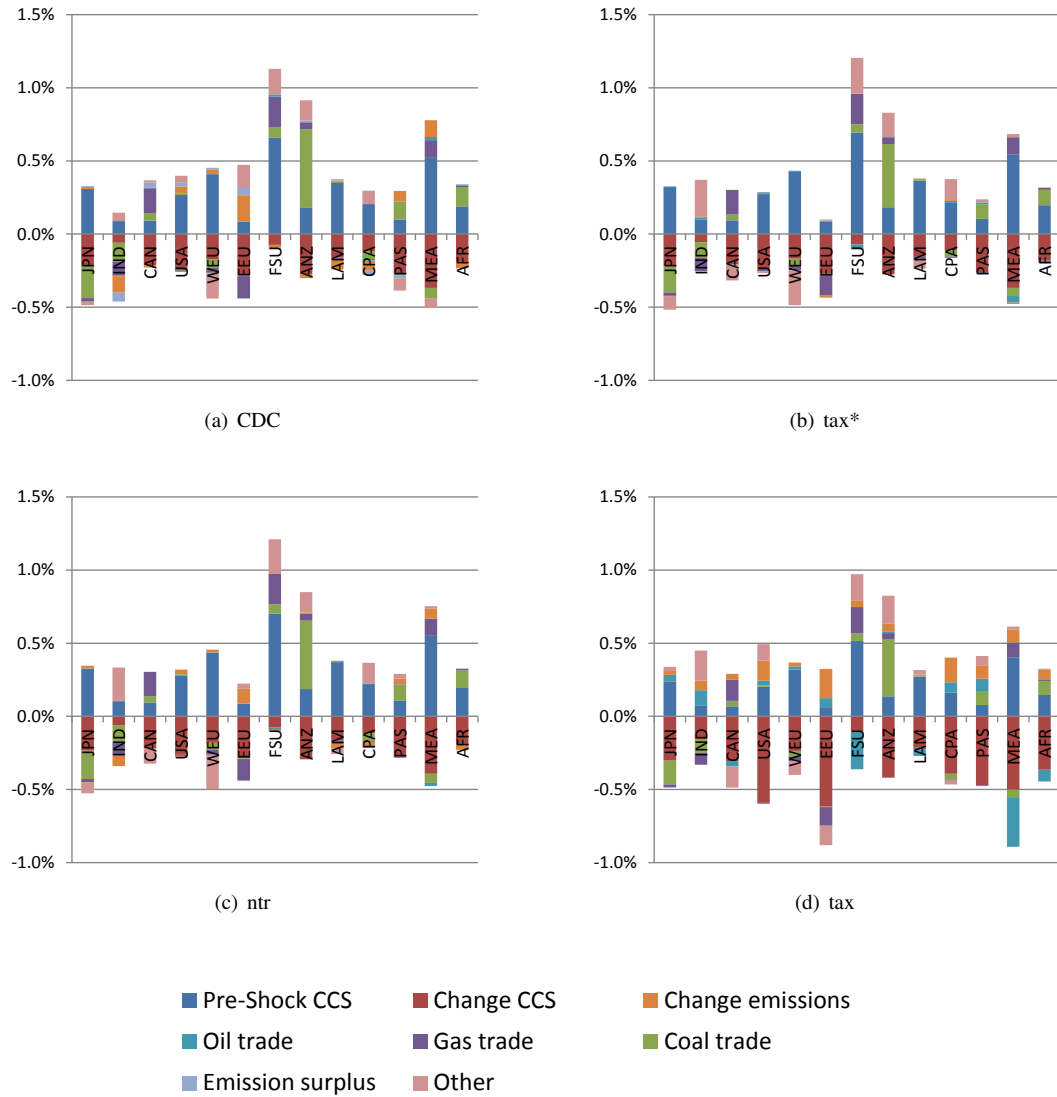 1.5%
1.0%
0.5%
0.0%
-0.5%
-1.0%
JPN
IND
CAN
USA
WEU
EEU
FSU
ANZ
LAM
CPA
PAS
MEA
AFR
(a) CDC
1.5%
1.0%
0.5%
0.0%
-0.5%
-1.0%
JPN
IND
CAN
USA
WEU
EEU
FSU
ANZ
LAM
CPA
PAS
MEA
AFR
(b) tax*
1.5%
1.0%
0.5%
0.0%
-0.5%
-1.0%
JPN
IND
CAN
USA
WEU
EEU
FSU
ANZ
LAM
CPA
PAS
MEA
AFR
(c) ntr
1.5%
1.0%
0.5%
0.0%
-0.5%
-1.0%
JPN
IND
CAN
USA
WEU
EEU
FSU
ANZ
LAM
CPA
PAS
MEA
AFR
(d) tax
Pre-Shock CCS Change CCS Change emissions
Oil trade Gas trade Coal trade
Emission surplus Other